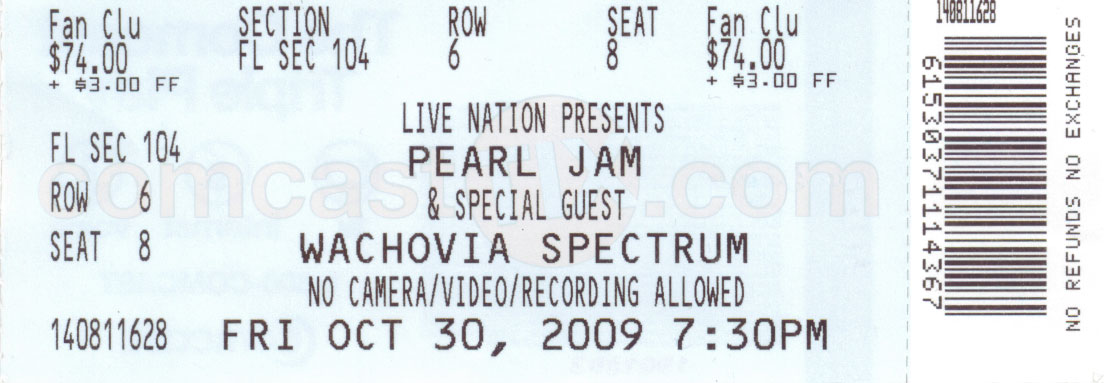 Fan Clu SECTION ROW SEAT Fan Clu
$74.00 FL SEC 104 6 8 $74.00
+ $3.00 FF + $3.00 FF
LIVE NATION PRESENTS
FL SEC 104
PEARL JAM
ROW 6
& SPECIAL GUEST
SEAT 8
WACHOVIA SPECTRUM
NO CAMERA/VIDEO/RECORDING ALLOWED
140811628 FRI OCT 30, 2009 7:30PM
comcast .com
140811628
6153037111114367
NO REFUNDS NO EXCHANGES